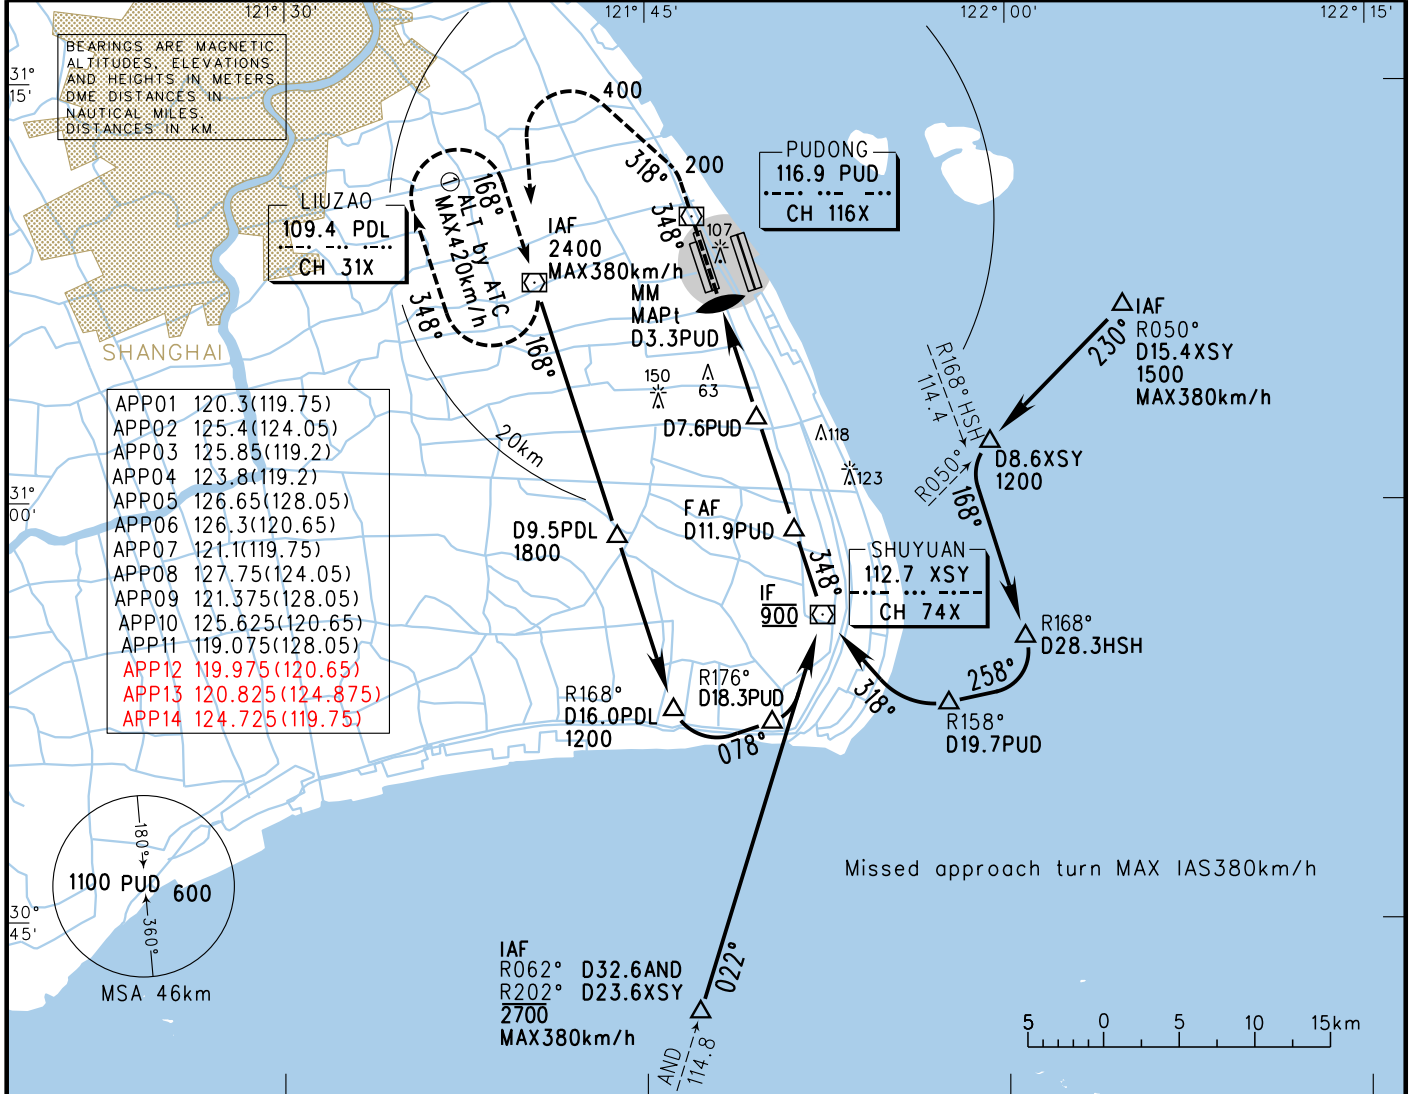 121° 30'
121° 45'
122° 00'
122° 15'
BEARINGS ARE MAGNETIC
ALTITUDES, ELEVATIONS
AND HEIGHTS IN METERS.
DME DISTANCES IN
NAUTICAL MILES.
DISTANCES IN KM.
31°
15'
400
318°
200
348°
107
PUDONG
116.9 PUD
CH 116X
LIUZAO
109.4 PDL
CH 31X
168°
① ALT by ATC
MAX420km/h
348°
IAF
2400
MAX380km/h
MM
MAPt
D3.3PUD
168°
SHANGHAI
150
63
D7.6PUD
118
123
20km
IAF
R050°
D15.4XSY
1500
MAX380km/h
230°
R168°HSH
114.4
R050°
D8.6XSY
1200
168°
APP01 120.3(119.75)
APP02 125.4(124.05)
APP03 125.85(119.2)
APP04 123.8(119.2)
APP05 126.65(128.05)
APP06 126.3(120.65)
APP07 121.1(119.75)
APP08 127.75(124.05)
APP09 121.375(128.05)
APP10 125.625(120.65)
APP11 119.075(128.05)
APP12 119.975(120.65)
APP13 120.825(124.875)
APP14 124.725(119.75)
31°
00'
D9.5PDL
1800
FAF
D11.9PUD
348°
SHUYUAN
112.7 XSY
CH 74X
IF
900
R168°
D28.3HSH
258°
318°
R158°
D19.7PUD
R168°
D16.0PDL
1200
R176°
D18.3PUD
078°
180°
1100 PUD 600
360°
MSA 46km
30°
45'
Missed approach turn MAX IAS380km/h
IAF
R062° D32.6AND
R202° D23.6XSY
2700
MAX380km/h
022°
AND
114.8
5 0 5 10 15km